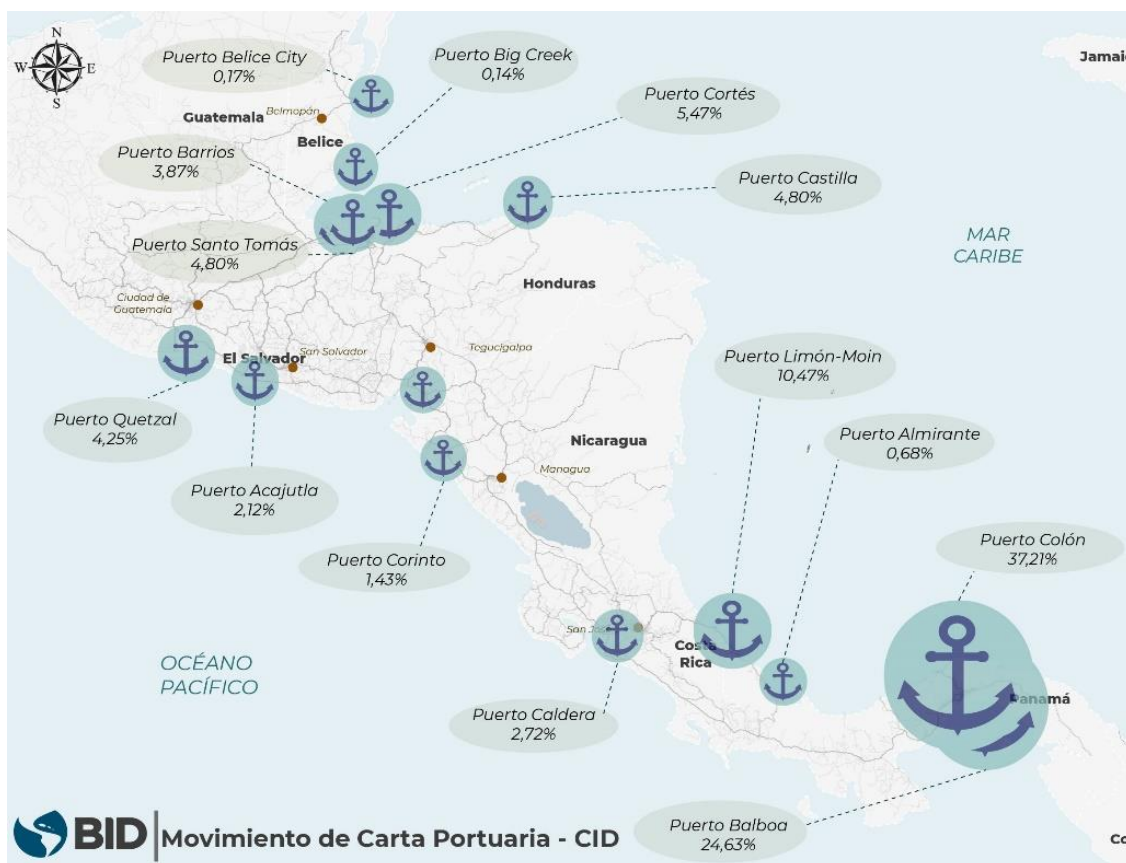 N
W E
S
Puerto Belice City
0,17%
Puerto Big Creek
0,14%
Jamai
Puerto Cortés
5,47%
Guatemala
Belmopán
Belice
Puerto Barrios
3,87%
Puerto Castilla
4,80%
Puerto Santo Tomás
4,80%
MAR
CARIBE
Honduras
Ciudad de
Guatemala
El Salvador
San Salvador
Tegucigalpa
Puerto Limón-Moin
10,47%
Puerto Quetzal
4,25%
Nicaragua
Puerto Almirante
0,68%
Managua
Puerto Acajutla
2,12%
Puerto Colón
37,21%
Puerto Corinto
1,43%
San José
Costa
Rica
OCÉANO
PACÍFICO
Panamá
Puerto Caldera
2,72%
Puerto Balboa
24,63%
BID Movimiento de Carta Portuaria - CID
Co